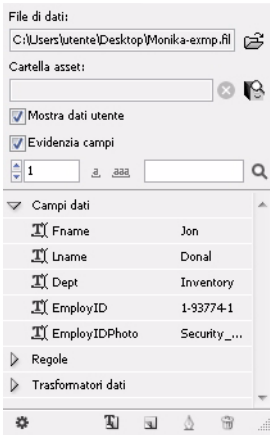 File di dati:
C:\Users\utente\Desktop\Monika-exmp.fil
Cartella asset:
Mostra dati utente
Evidenzia campi
1 a aaa
Campi dati
Fname Jon
Lname Donal
Dept Inventory
EmployID 1-93774-1
EmployIDPhoto Security_...
Regole
Trasformatori dati